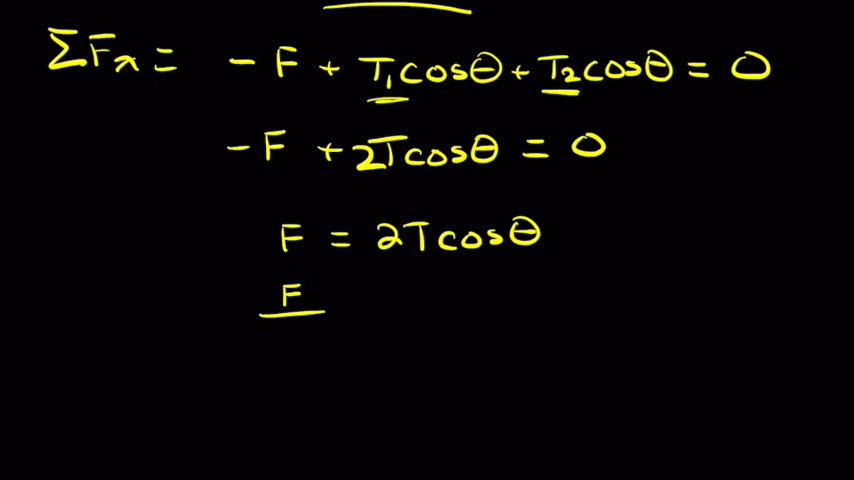 ΣFx = - F + T₁cosθ + T₂cosθ = 0
- F + 2Tcosθ = 0
F = 2Tcosθ
F